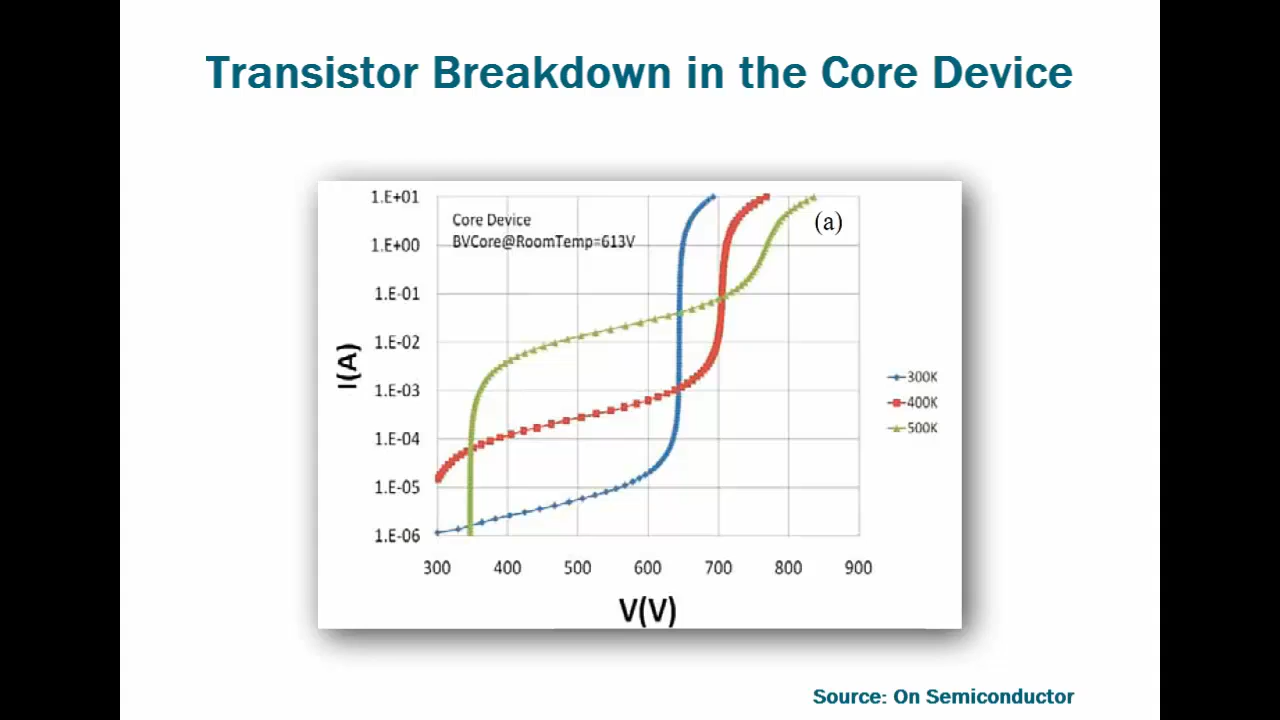 Transistor Breakdown in the Core Device
1.E+01
1.E+00
1.E-01
1.E-02
1.E-03
1.E-04
1.E-05
1.E-06
I(A)
Core Device
BVCore@RoomTemp=613V
(a)
300K
400K
500K
300 400 500 600 700 800 900
V(V)
Source: On Semiconductor